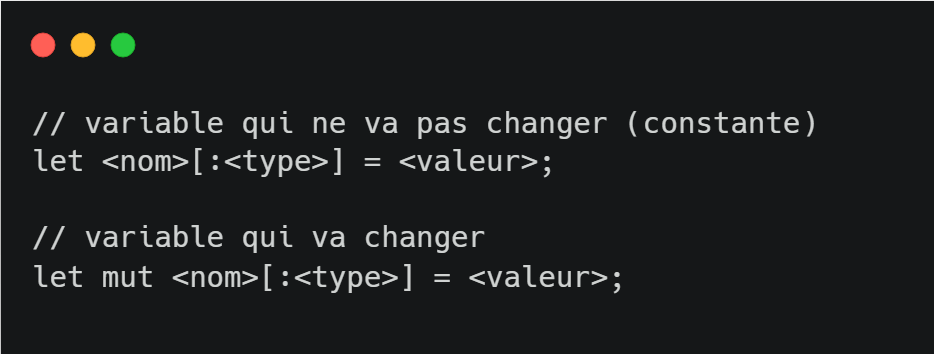 // variable qui ne va pas changer (constante)
let <nom>[:<type>] = <valeur>;
// variable qui va changer
let mut <nom>[:<type>] = <valeur>;